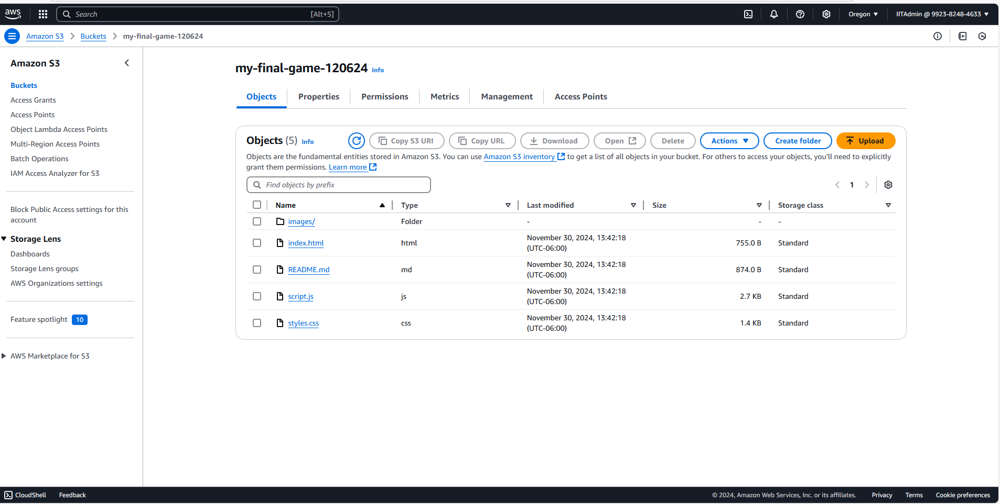 aws
Search [Alt+S]
Oregon
IITAdmin @ 9923-8248-4633
Amazon S3
Buckets
my-final-game-120624
Amazon S3
Buckets
Access Grants
Access Points
Object Lambda Access Points
Multi-Region Access Points
Batch Operations
IAM Access Analyzer for S3
Block Public Access settings for this
account
Storage Lens
Dashboards
Storage Lens groups
AWS Organizations settings
Feature spotlight 10
AWS Marketplace for S3
my-final-game-120624 Info
Objects Properties Permissions Metrics Management Access Points
Objects (5) Info
Copy S3 URI Copy URL Download Open Delete Actions Create folder Upload
Objects are the fundamental entities stored in Amazon S3. You can use Amazon S3 inventory to get a list of all objects in your bucket. For others to access your objects, you'll need to explicitly
grant them permissions. Learn more
Find objects by prefix
1
Name Type Last modified Size Storage class
images/ Folder - - -
index.html html November 30, 2024, 13:42:18 (UTC-06:00) 755.0 B Standard
README.md md November 30, 2024, 13:42:18 (UTC-06:00) 874.0 B Standard
script.js js November 30, 2024, 13:42:18 (UTC-06:00) 2.7 KB Standard
styles.css css November 30, 2024, 13:42:18 (UTC-06:00) 1.4 KB Standard
CloudShell Feedback
© 2024, Amazon Web Services, Inc. or its affiliates. Privacy Terms Cookie preferences